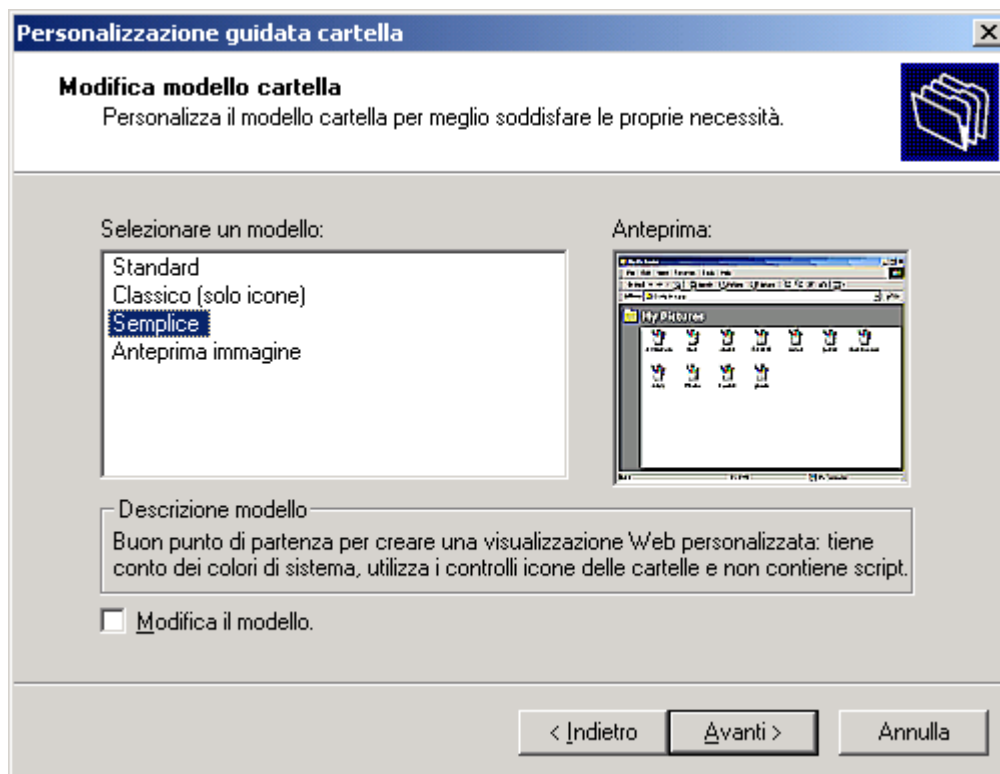 Personalizzazione guidata cartella
Modifica modello cartella
Personalizza il modello cartella per meglio soddisfare le proprie necessità.
Selezionare un modello:
Anteprima:
Standard
Classico (solo icone)
Semplice
Anteprima immagine
My Pictures
Descrizione modello
Buon punto di partenza per creare una visualizzazione Web personalizzata: tiene
conto dei colori di sistema, utilizza i controlli icone delle cartelle e non contiene script.
Modifica il modello.
< Indietro
Avanti >
Annulla